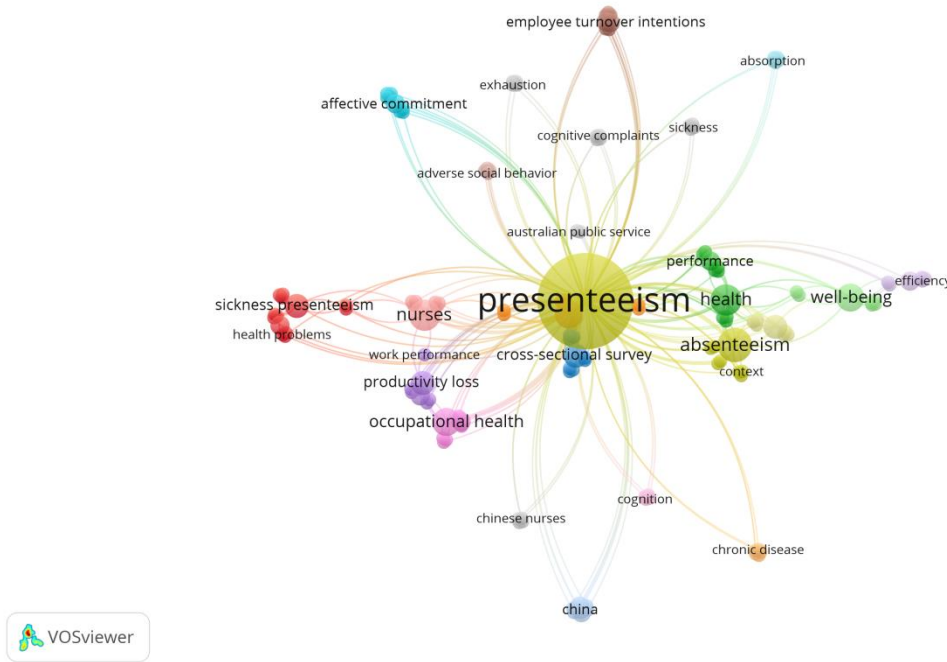 employee turnover intentions
absorption
exhaustion
affective commitment
sickness
cognitive complaints
adverse social behavior
australian public service
performance
efficiency
presenteeism
health
well-being
sickness presenteeism
nurses
health problems
absenteeism
work performance
cross-sectional survey
context
productivity loss
occupational health
cognition
chinese nurses
chronic disease
china
VOSviewer